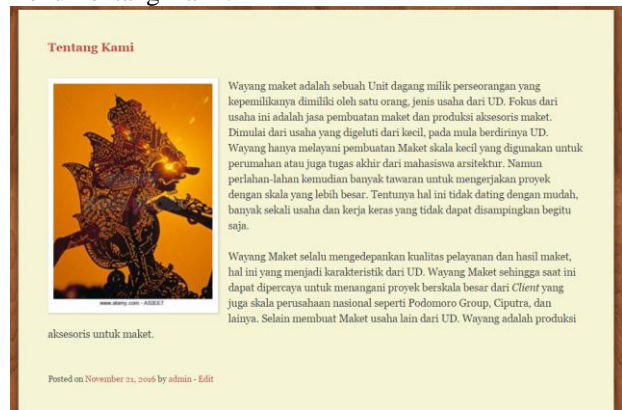 Tentang Kami
Wayang maket adalah sebuah Unit dagang milik perseorangan yang
kepemilikanya dimiliki oleh satu orang, jenis usaha dari UD. Fokus dari
usaha ini adalah jasa pembuatan maket dan produksi aksesoris maket.
Dimulai dari usaha yang digeluti dari kecil, pada mula berdirinya UD.
Wayang hanya melayani pembuatan Maket skala kecil yang digunakan untuk
perumahan atau juga tugas akhir dari mahasiswa arsitektur. Namun
perlahan-lahan kemudian banyak tawaran untuk mengerjakan proyek
dengan skala yang lebih besar. Tentunya hal ini tidak dating dengan mudah,
banyak sekali usaha dan kerja keras yang tidak dapat disampingkan begitu
saja.
Wayang Maket selalu mengedepankan kualitas pelayanan dan hasil maket,
hal ini yang menjadi karakteristik dari UD. Wayang Maket sehingga saat ini
dapat dipercaya untuk menangani proyek berskala besar dari Client yang
juga skala perusahaan nasional seperti Podomoro Group, Ciputra, dan
lainya. Selain membuat Maket usaha lain dari UD. Wayang adalah produksi
aksesoris untuk maket.
www.alamy.com - A5BEE7
Posted on November 21, 2016 by admin - Edit